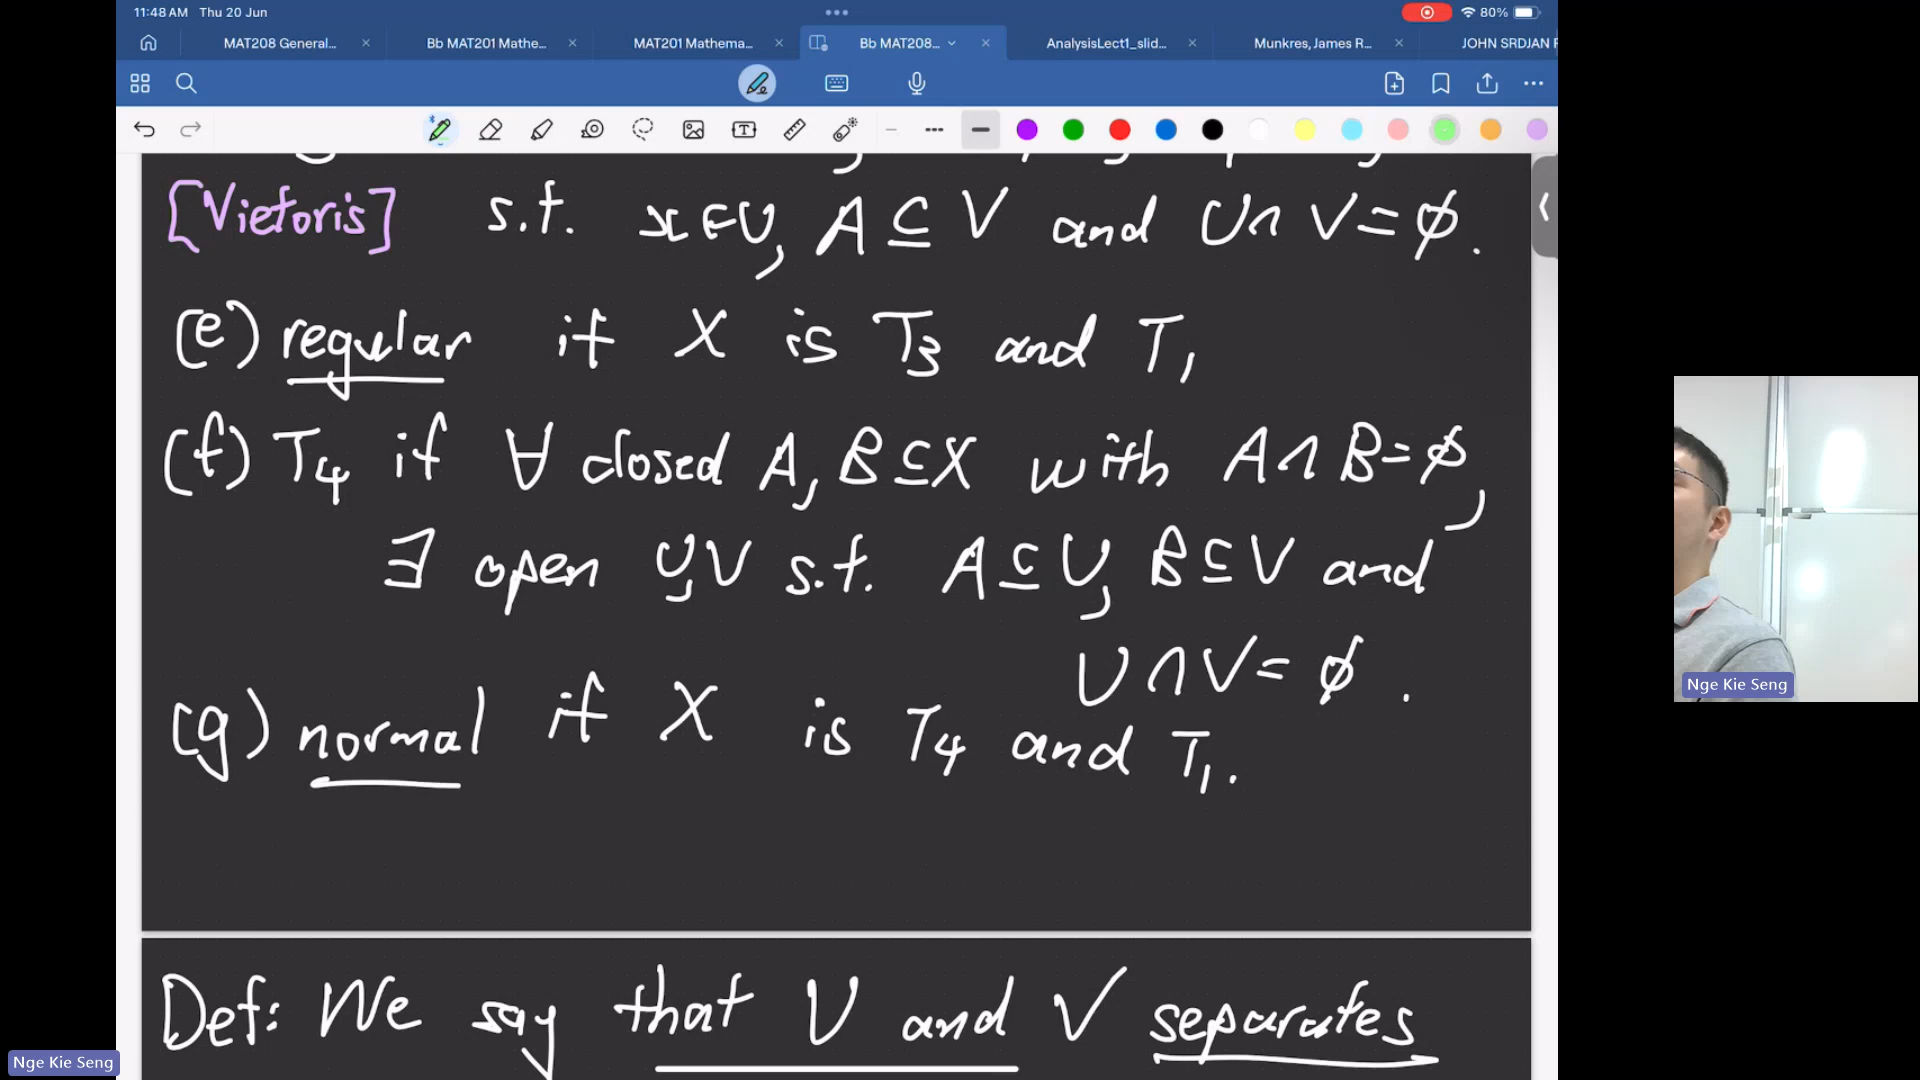 11:48 AM Thu 20 Jun
80%
MAT208 General...
Bb MAT201 Mathe...
MAT201 Mathema...
Bb MAT208...
AnalysisLect1_slid...
Munkres, James R...
JOHN SRDJAN
[Vietoris] s.t. x∈U, A ⊆ V and U∩V=∅.
(e) regular if X is T₃ and T₁
(f) T₄ if ∀ closed A, B⊆X with A∩B=∅,
∃ open U,V s.t. A⊆U, B⊆V and
U∩V=∅.
(g) normal if X is T₄ and T₁.
Def: We say that U and V separates
Nge Kie Seng
Nge Kie Seng